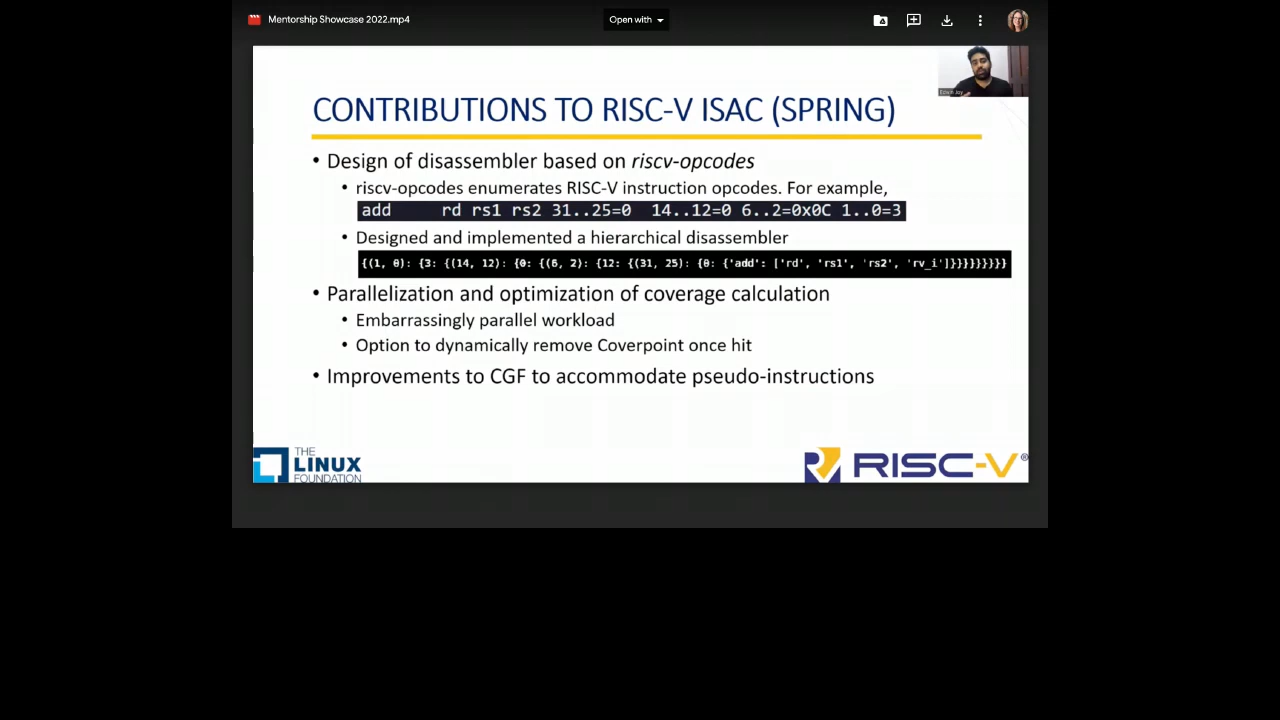 Mentorship Showcase 2022.mp4
Open with
Edwin Joy
CONTRIBUTIONS TO RISC-V ISAC (SPRING)
• Design of disassembler based on riscv-opcodes
• riscv-opcodes enumerates RISC-V instruction opcodes. For example,
add rd rs1 rs2 31..25=0 14..12=0 6..2=0x0C 1..0=3
• Designed and implemented a hierarchical disassembler
{(1, 0): {3: {(14, 12): {0: {(6, 2): {12: {(31, 25): {0: {'add': ['rd', 'rs1', 'rs2', 'rv_i']}}}}}}}}}
• Parallelization and optimization of coverage calculation
• Embarrassingly parallel workload
• Option to dynamically remove Coverpoint once hit
• Improvements to CGF to accommodate pseudo-instructions
THE
LINUX
FOUNDATION
RISC-V®